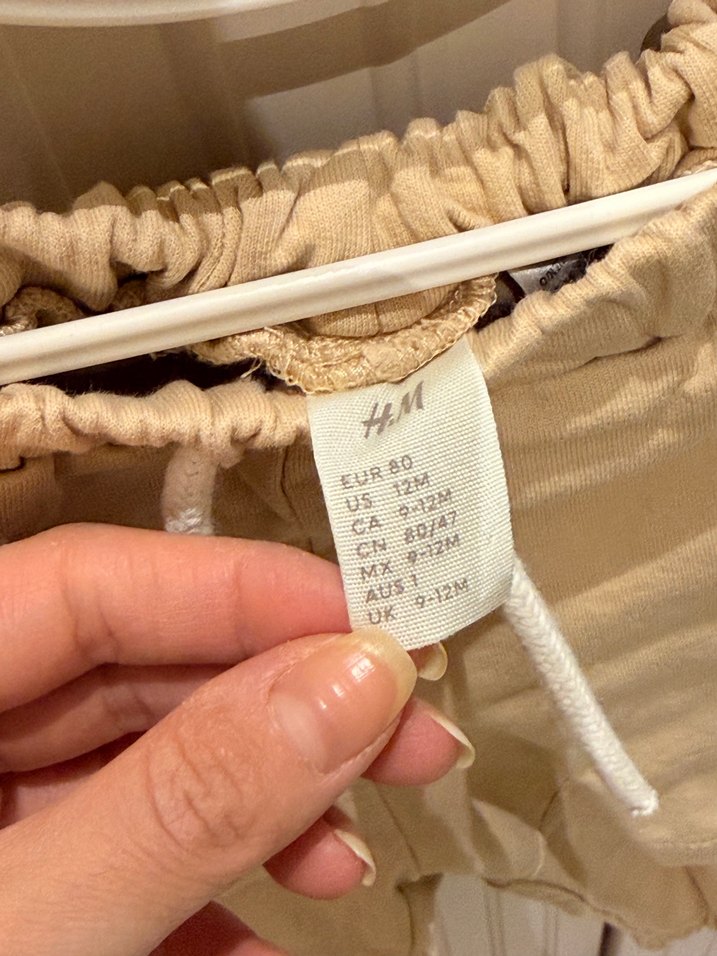 H&M
EUR 80
US 12M
CA 9-12M
CN 80/47
MX 9-12M
AUS 1
UK 9-12M